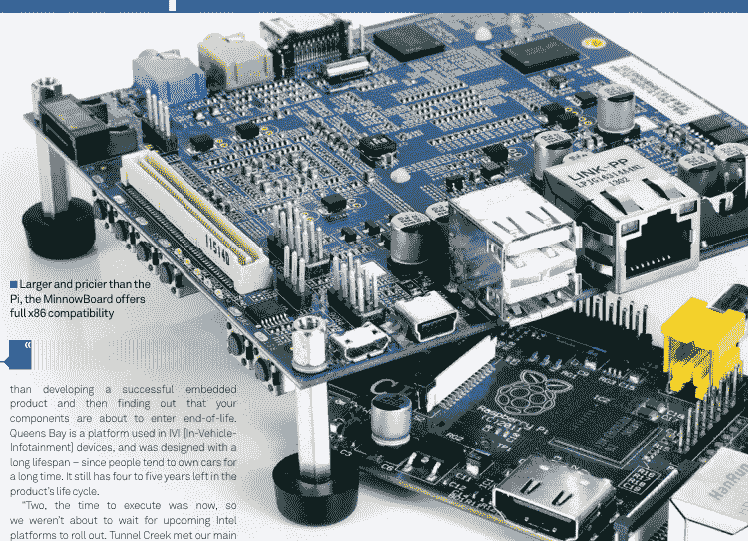 LINK-PP
1302
115140
■ Larger and pricier than the
Pi, the MinnowBoard offers
full x86 compatibility
“
than developing a successful embedded
product and then finding out that your
components are about to enter end-of-life.
Queens Bay is a platform used in IVI [In-Vehicle-
Infotainment] devices, and was designed with a
long lifespan – since people tend to own cars for
a long time. It still has four to five years left in the
product’s life cycle.
“Two, the time to execute was now, so
we weren’t about to wait for upcoming Intel
platforms to roll out. Tunnel Creek met our main
Raspberry Pi
HanRun